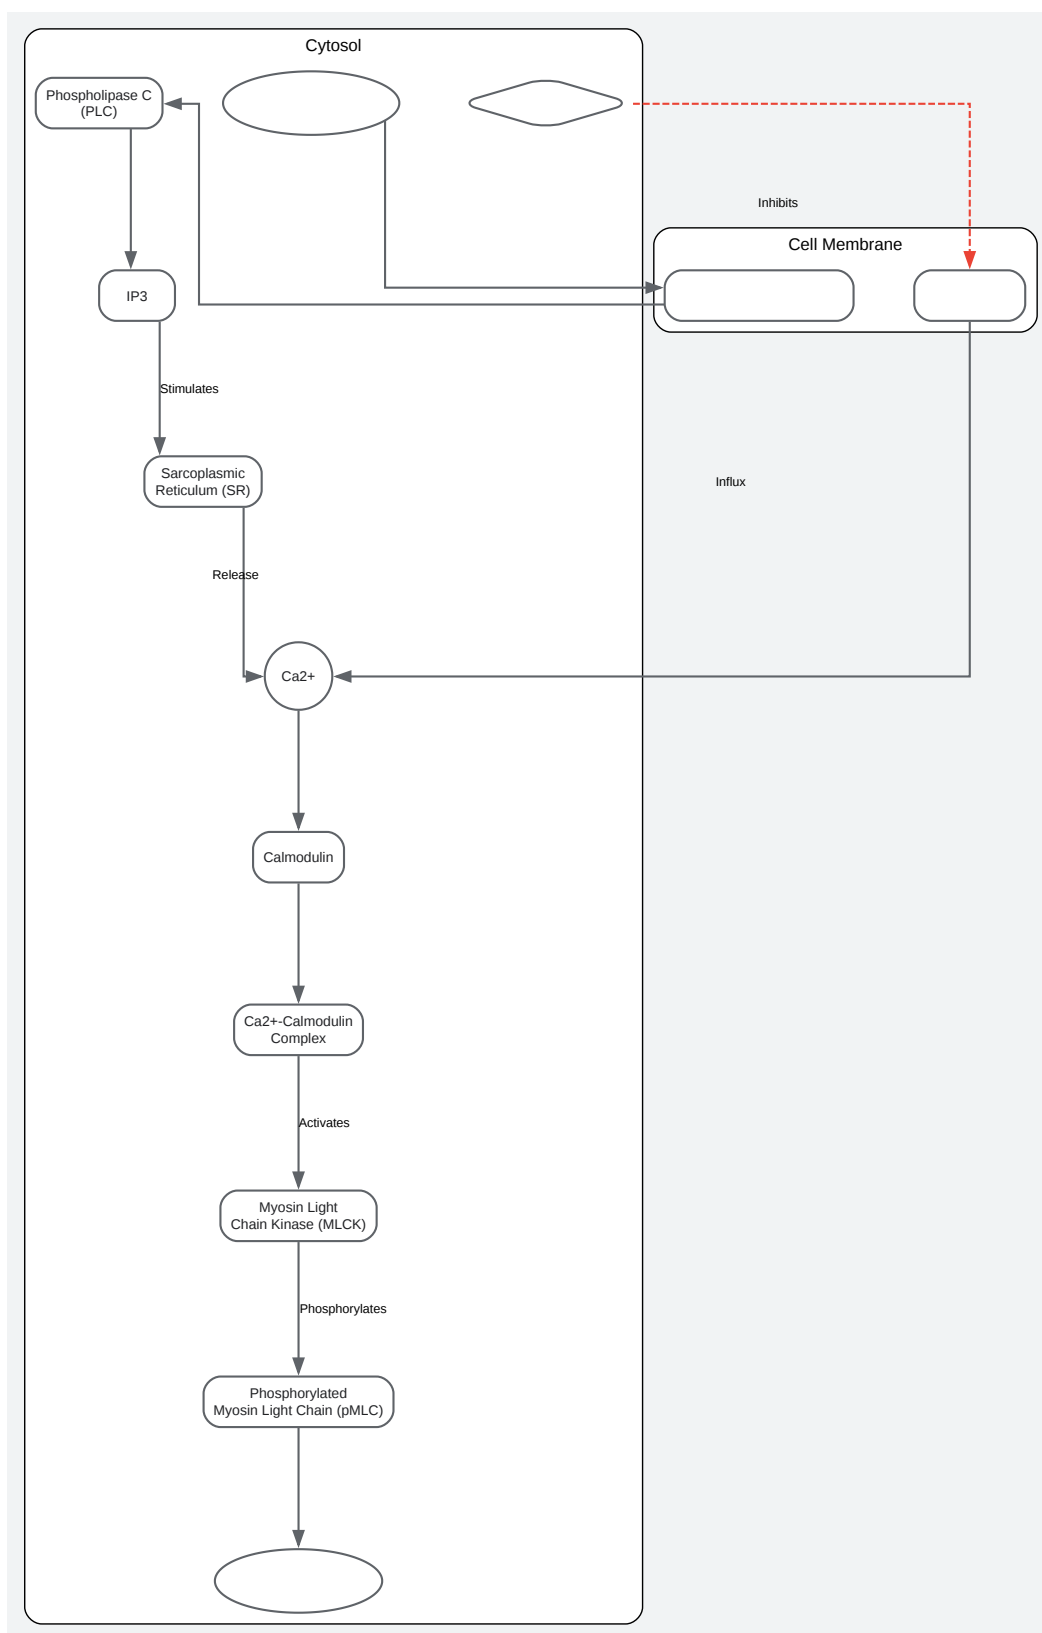 Cytosol
Phospholipase C
(PLC)
Inhibits
Cell Membrane
IP3
Stimulates
Sarcoplasmic
Reticulum (SR)
Influx
Release
Ca2+
Calmodulin
Ca2+-Calmodulin
Complex
Activates
Myosin Light
Chain Kinase (MLCK)
Phosphorylates
Phosphorylated
Myosin Light Chain (pMLC)